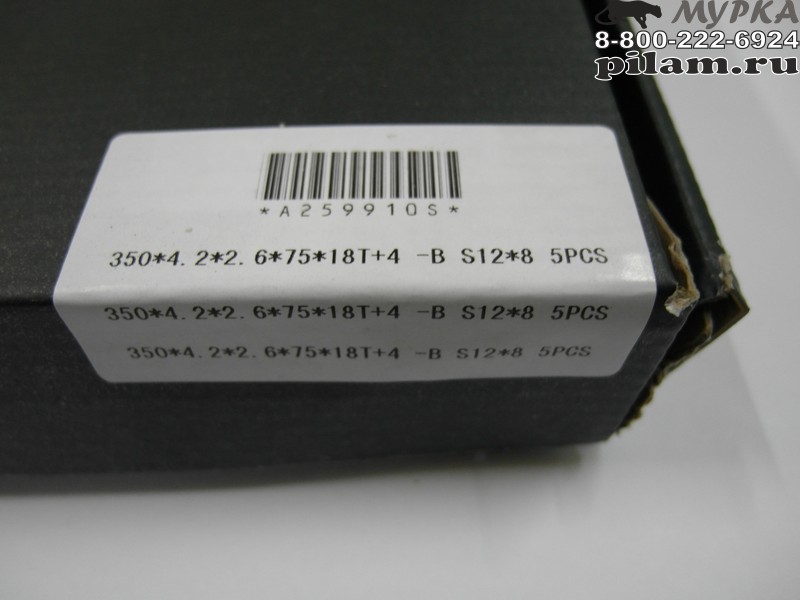 МУРКА
8-800-222-6924
pilam.ru
*A259910S*
350*4.2*2.6*75*18T+4 -B S12*8 5PCS
350*4.2*2.6*75*18T+4 -B S12*8 5PCS
350*4.2*2.6*75*18T+4 -B S12*8 5PCS